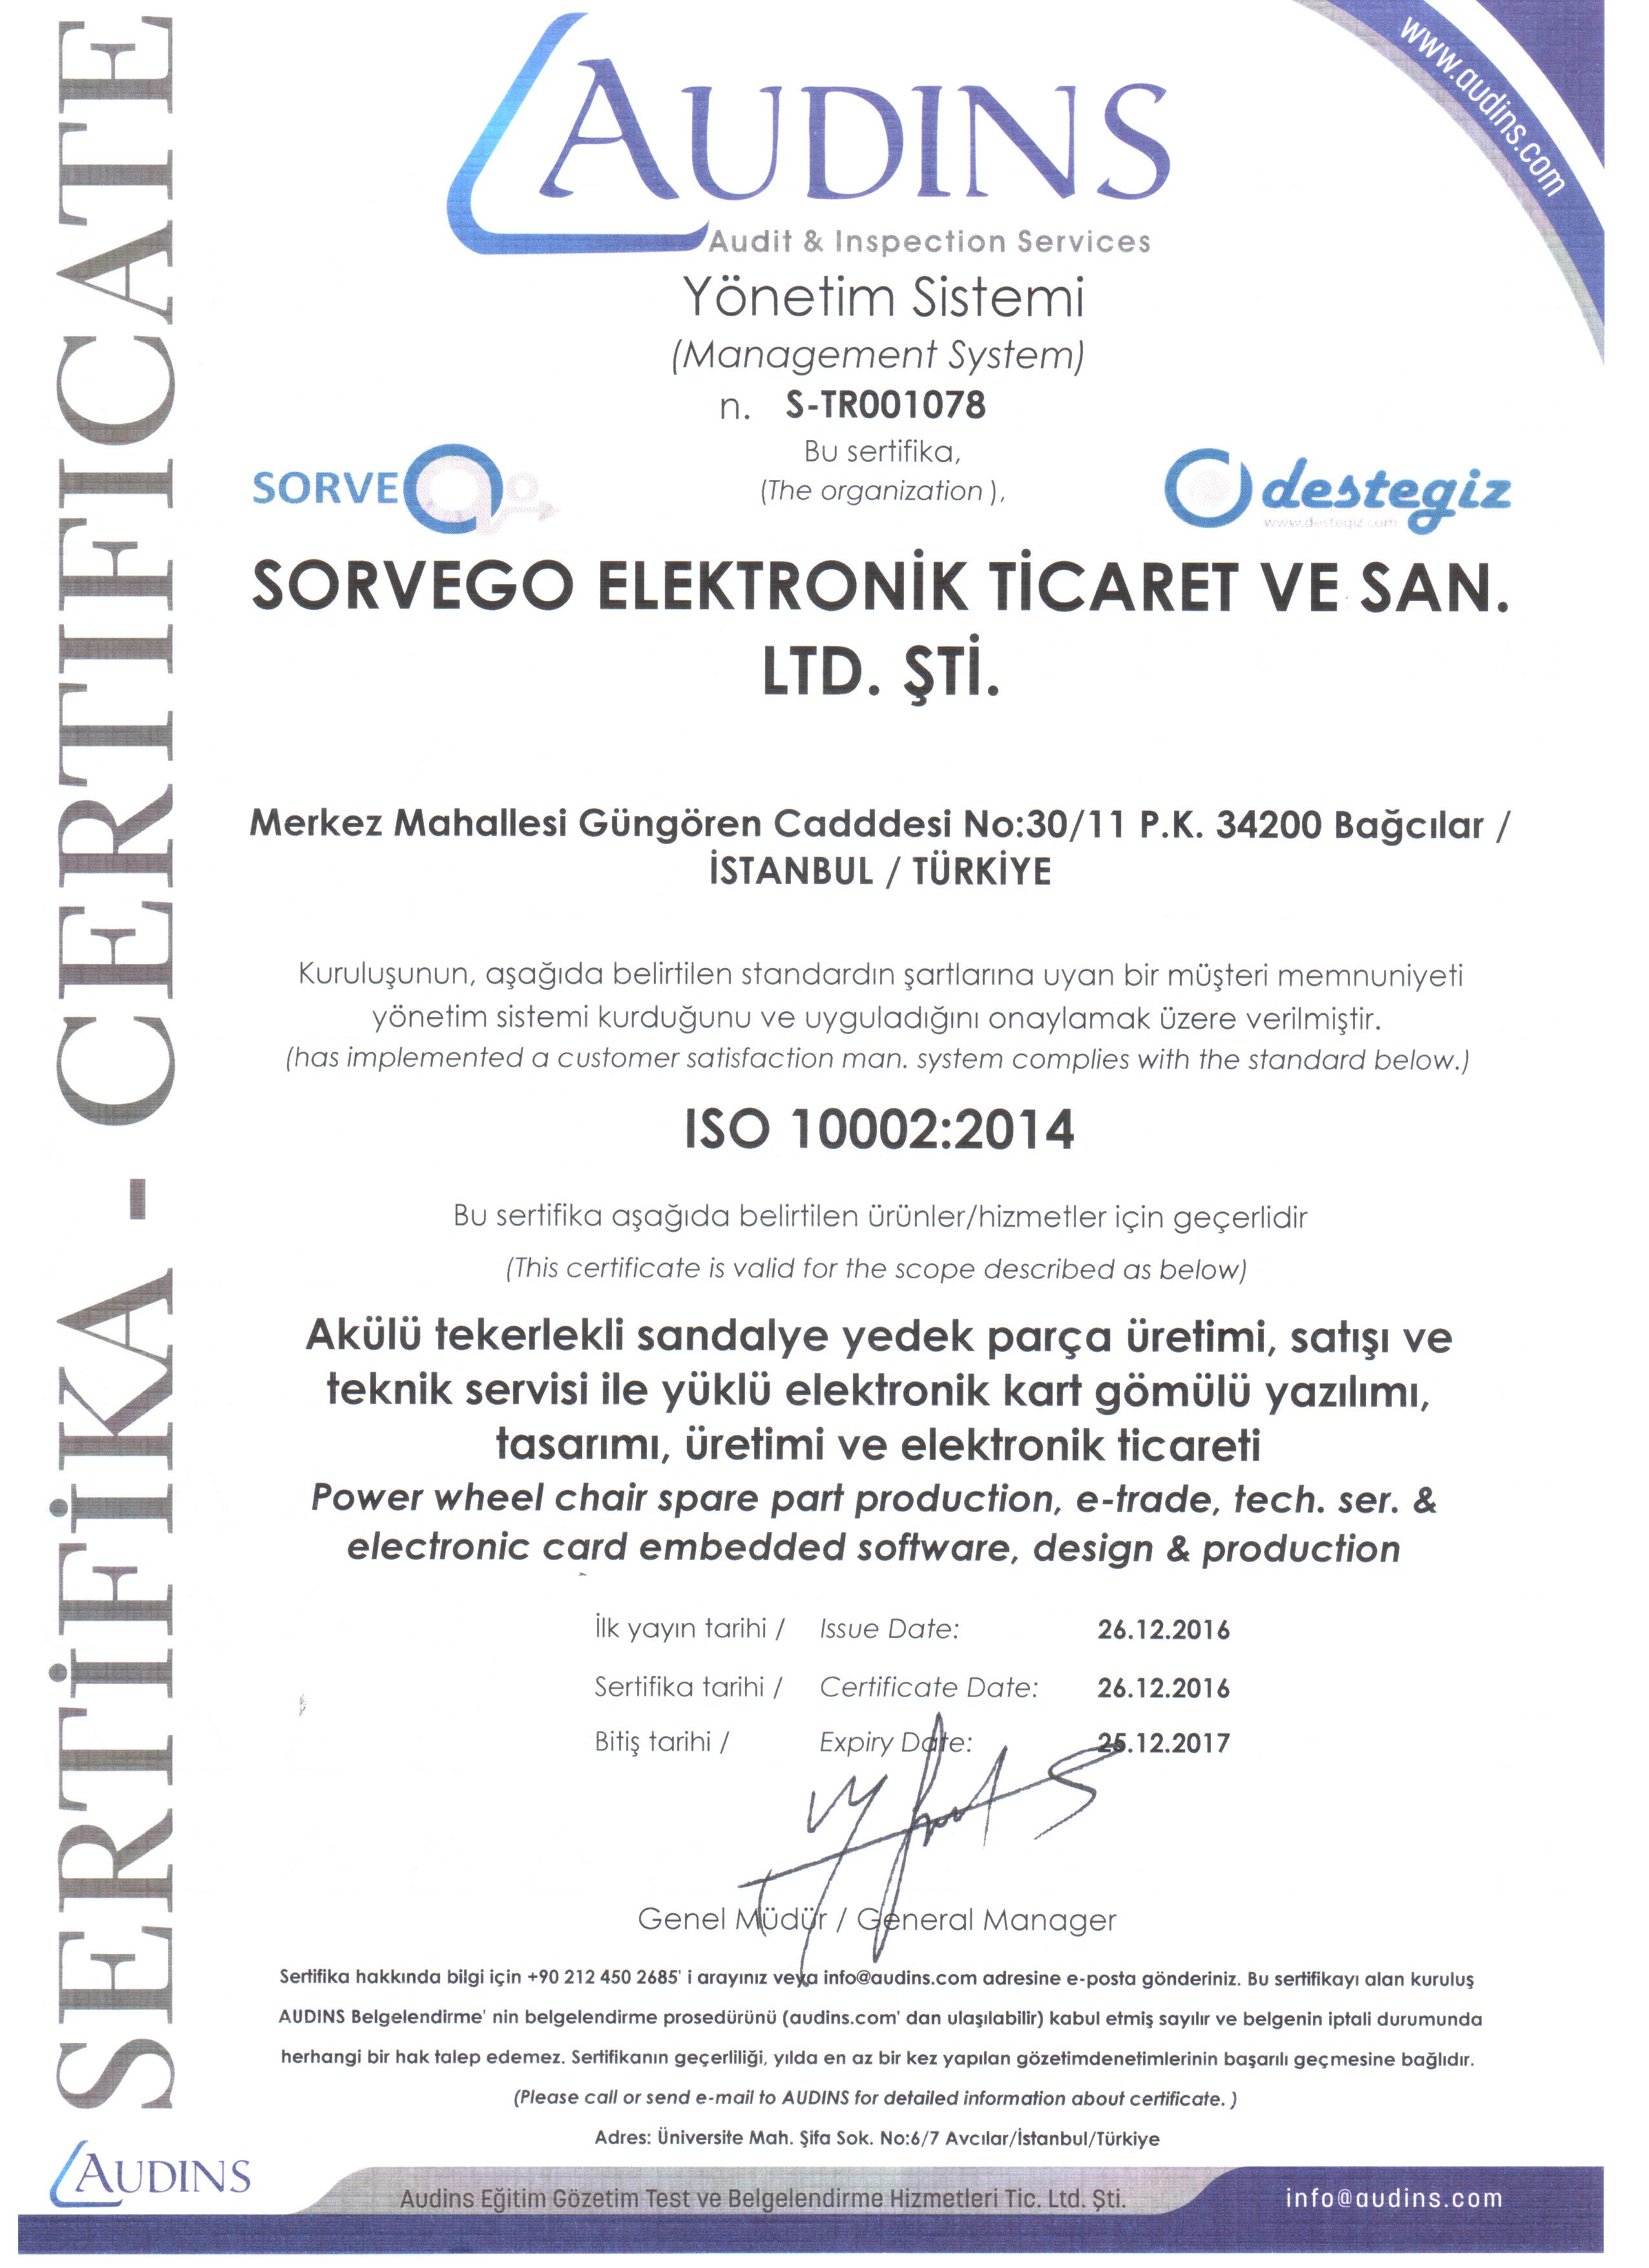 SERTİFİKA - CERTIFICATE
www.audins.com
AUDINS
Audit & Inspection Services
Yönetim Sistemi
(Management System)
n. S-TR001078
Bu sertifika,
(The organization ),
SORVE
destegiz
www.destegiz.com
SORVEGO ELEKTRONİK TİCARET VE SAN.
LTD. ŞTİ.
Merkez Mahallesi Güngören Cadddesi No:30/11 P.K. 34200 Bağcılar /
İSTANBUL / TÜRKİYE
Kuruluşunun, aşağıda belirtilen standardın şartlarına uyan bir müşteri memnuniyeti
yönetim sistemi kurduğunu ve uyguladığını onaylamak üzere verilmiştir.
(has implemented a customer satisfaction man. system complies with the standard below.)
ISO 10002:2014
Bu sertifika aşağıda belirtilen ürünler/hizmetler için geçerlidir
(This certificate is valid for the scope described as below)
Akülü tekerlekli sandalye yedek parça üretimi, satışı ve
teknik servisi ile yüklü elektronik kart gömülü yazılımı,
tasarımı, üretimi ve elektronik ticareti
Power wheel chair spare part production, e-trade, tech. ser. &
electronic card embedded software, design & production
İlk yayın tarihi / Issue Date: 26.12.2016
Sertifika tarihi / Certificate Date: 26.12.2016
Bitiş tarihi / Expiry Date: 25.12.2017
Genel Müdür / General Manager
Sertifika hakkında bilgi için +90 212 450 2685' i arayınız veya info@audins.com adresine e-posta gönderiniz. Bu sertifikayı alan kuruluş
AUDINS Belgelendirme' nin belgelendirme prosedürünü (audins.com' dan ulaşılabilir) kabul etmiş sayılır ve belgenin iptali durumunda
herhangi bir hak talep edemez. Sertifikanın geçerliliği, yılda en az bir kez yapılan gözetimdenetimlerinin başarılı geçmesine bağlıdır.
(Please call or send e-mail to AUDINS for detailed information about certificate. )
Adres: Üniversite Mah. Şifa Sok. No:6/7 Avcılar/İstanbul/Türkiye
AUDINS
Audins Eğitim Gözetim Test ve Belgelendirme Hizmetleri Tic. Ltd. Şti.
info@audins.com